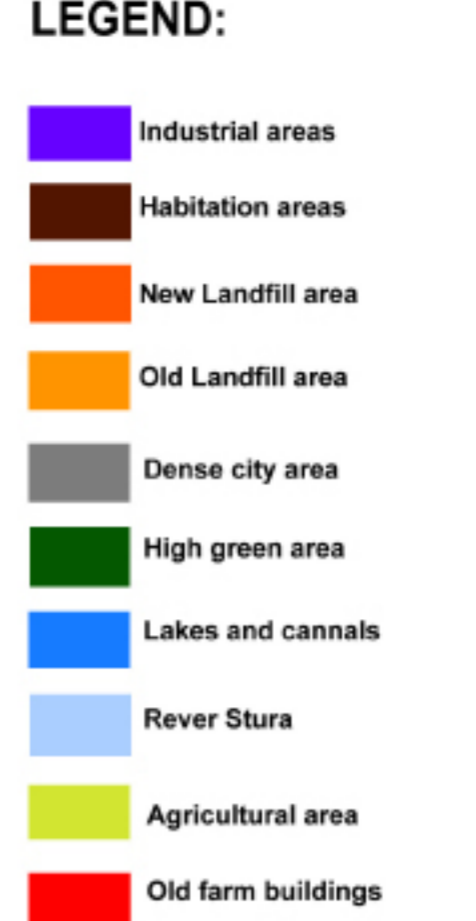 LEGEND:
Industrial areas
Habitation areas
New Landfill area
Old Landfill area
Dense city area
High green area
Lakes and cannals
Rever Stura
Agricultural area
Old farm buildings